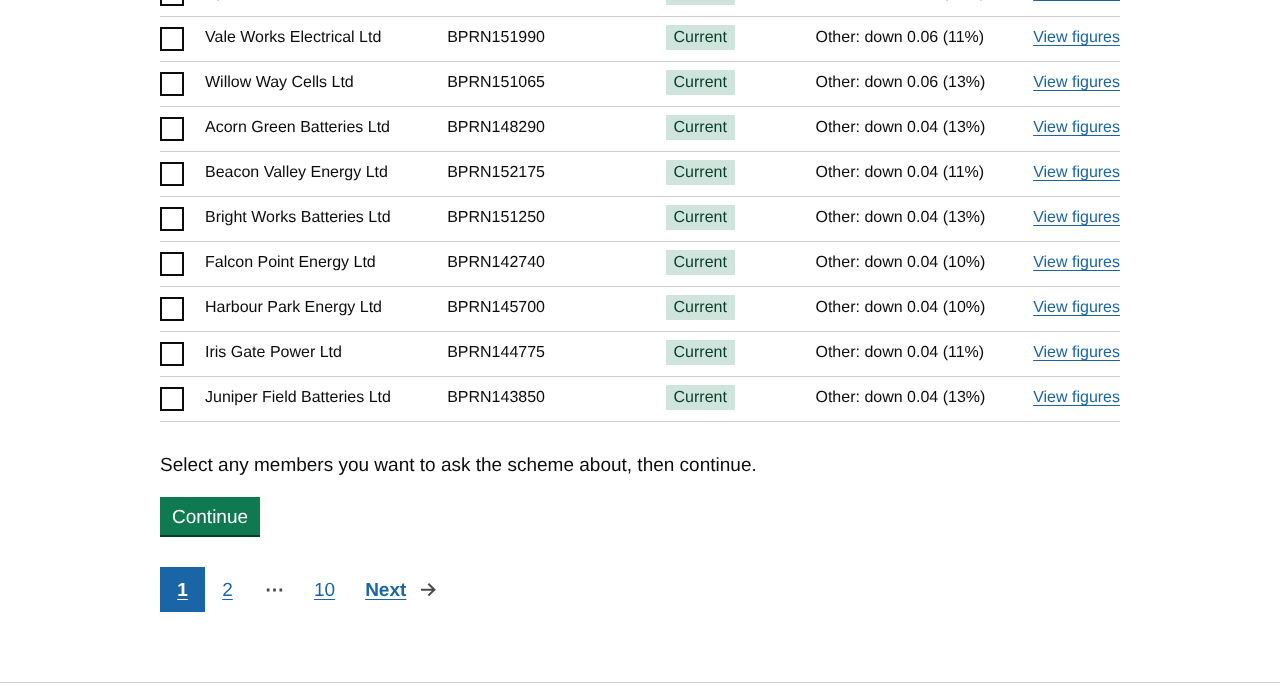 Vale Works Electrical Ltd BPRN151990 Current Other: down 0.06 (11%) View figures
Willow Way Cells Ltd BPRN151065 Current Other: down 0.06 (13%) View figures
Acorn Green Batteries Ltd BPRN148290 Current Other: down 0.04 (13%) View figures
Beacon Valley Energy Ltd BPRN152175 Current Other: down 0.04 (11%) View figures
Bright Works Batteries Ltd BPRN151250 Current Other: down 0.04 (13%) View figures
Falcon Point Energy Ltd BPRN142740 Current Other: down 0.04 (10%) View figures
Harbour Park Energy Ltd BPRN145700 Current Other: down 0.04 (10%) View figures
Iris Gate Power Ltd BPRN144775 Current Other: down 0.04 (11%) View figures
Juniper Field Batteries Ltd BPRN143850 Current Other: down 0.04 (13%) View figures
Select any members you want to ask the scheme about, then continue.
Continue
1 2 ⋯ 10 Next →